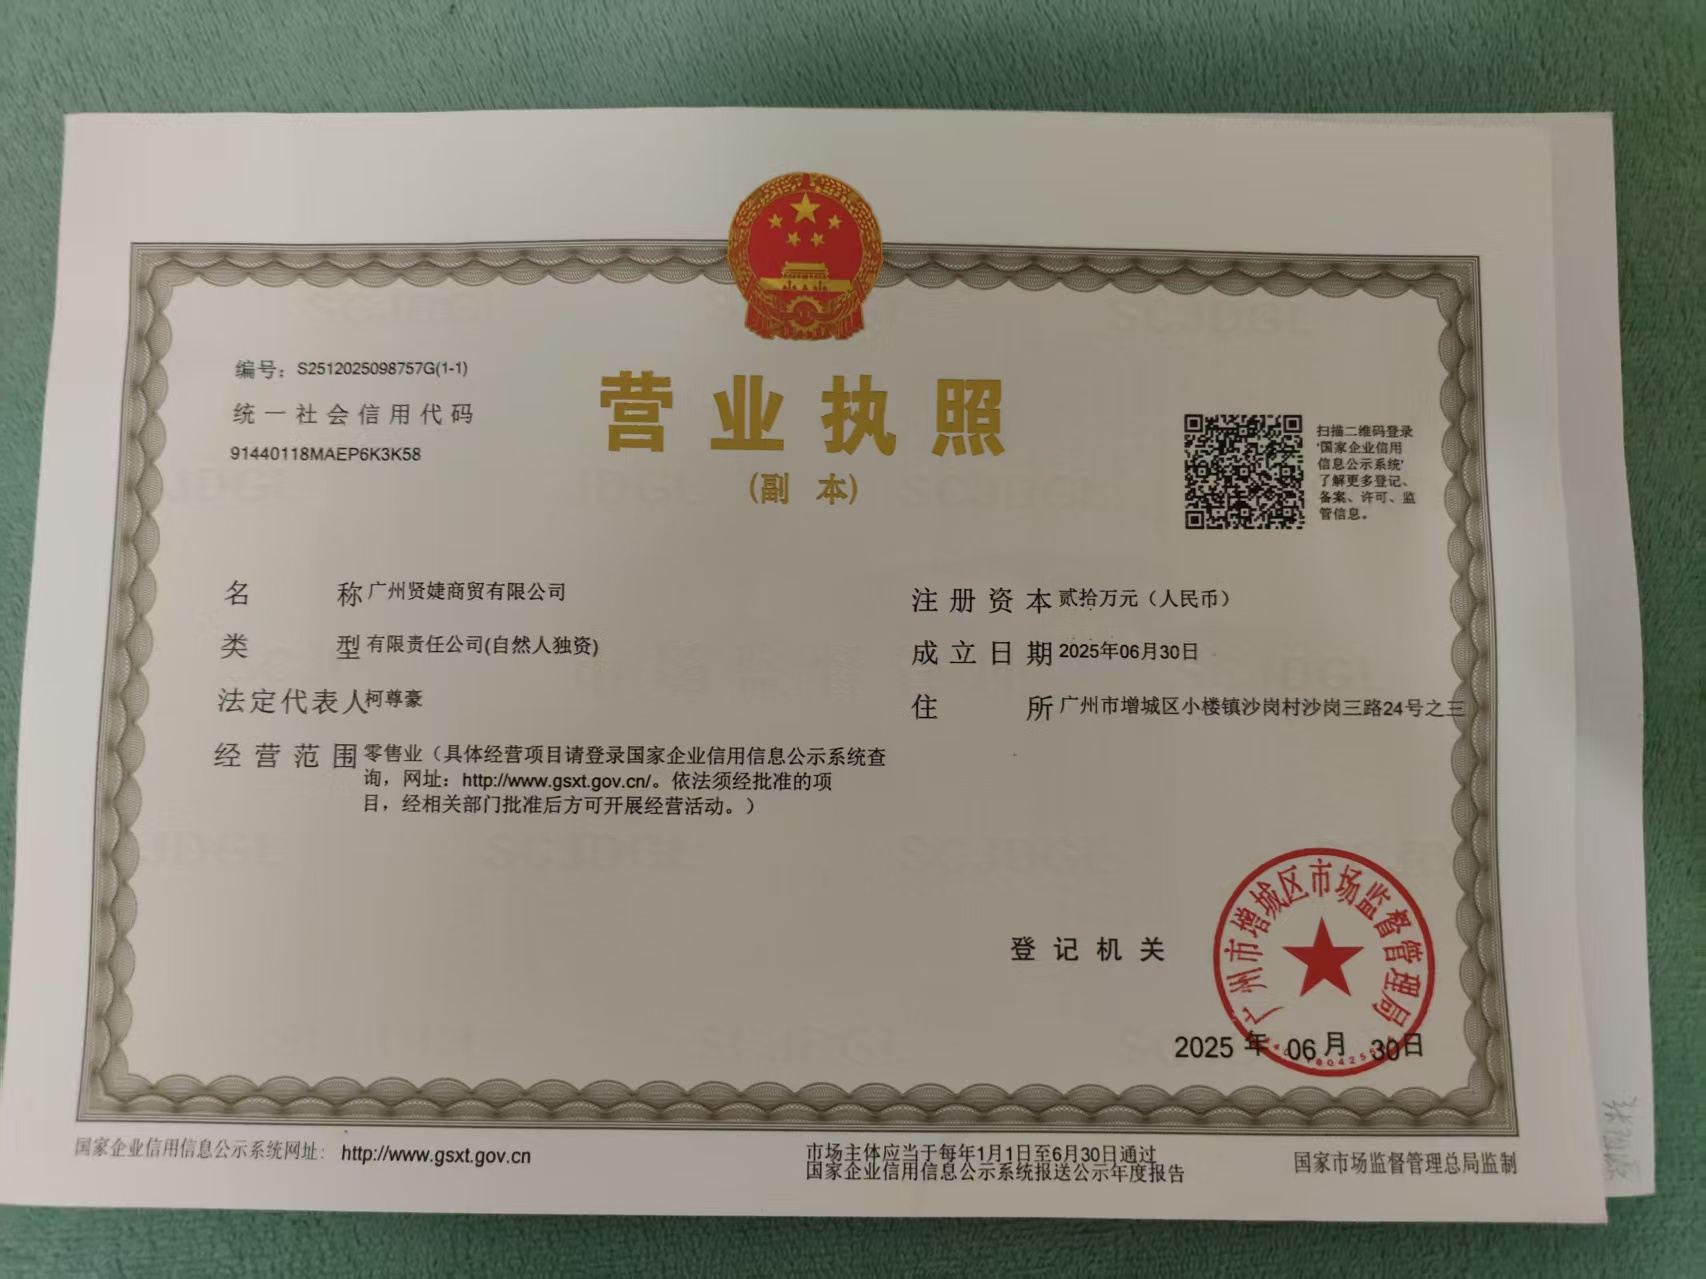 编号：S2512025098757G(1-1)
统一社会信用代码
91440118MAEP6K3K58
营业执照
(副 本)
扫描二维码登录
‘国家企业信用
信息公示系统’
了解更多登记、
备案、许可、监
管信息。
名 称 广州贤婕商贸有限公司
类 型 有限责任公司(自然人独资)
法定代表人 柯尊豪
经营范围 零售业（具体经营项目请登录国家企业信用信息公示系统查
询，网址：http://www.gsxt.gov.cn/。依法须经批准的项
目，经相关部门批准后方可开展经营活动。）
注册资本 贰拾万元（人民币）
成立日期 2025年06月30日
住 所 广州市增城区小楼镇沙岗村沙岗三路24号之三
登记机关
广州市增城区市场监督管理局
2025 年 06 月 30 日
国家企业信用信息公示系统网址： http://www.gsxt.gov.cn
市场主体应当于每年1月1日至6月30日通过
国家企业信用信息公示系统报送公示年度报告
国家市场监督管理总局监制
SCJDGL